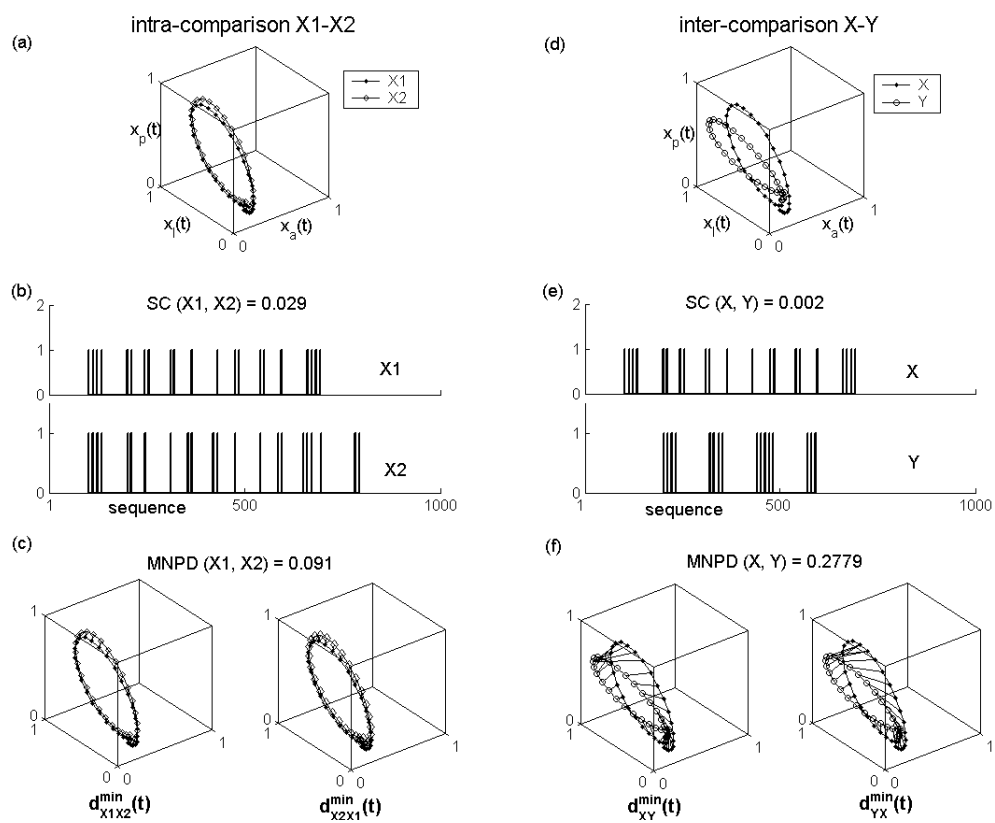 intra-comparison X1-X2
(a)
1
x_p(t)
0
1
x_l(t)
0 0
x_a(t)
1
X1
X2
inter-comparison X-Y
(d)
1
x_p(t)
0
1
x_l(t)
0 0
x_a(t)
1
X
Y
(b)
SC (X1, X2) = 0.029
2
1
0
X1
1
0
X2
1
sequence
500
1000
(e)
SC (X, Y) = 0.002
2
1
0
X
1
0
Y
1
sequence
500
1000
(c)
MNPD (X1, X2) = 0.091
1
0
1
0 0
1
d^min_X1X2(t)
1
0
1
0 0
1
d^min_X2X1(t)
(f)
MNPD (X, Y) = 0.2779
1
0
1
0 0
1
d^min_XY(t)
1
0
1
0 0
1
d^min_YX(t)